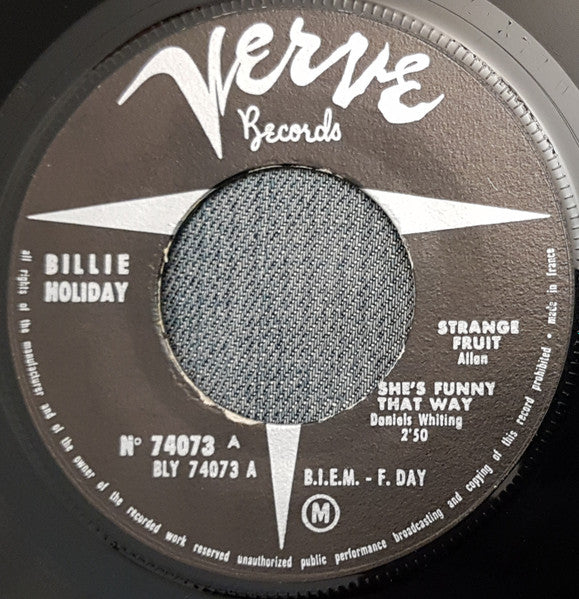 Verve
Records
BILLIE
HOLIDAY
STRANGE
FRUIT
Allan
SHE'S FUNNY
THAT WAY
Daniels Whiting
2'50
No 74073 A
BLY 74073 A
B.I.E.M. - F. DAY
M
all rights of the manufacturer and of the owner of the recorded work reserved unauthorized public performance broadcasting and copying of this record prohibited • made in france